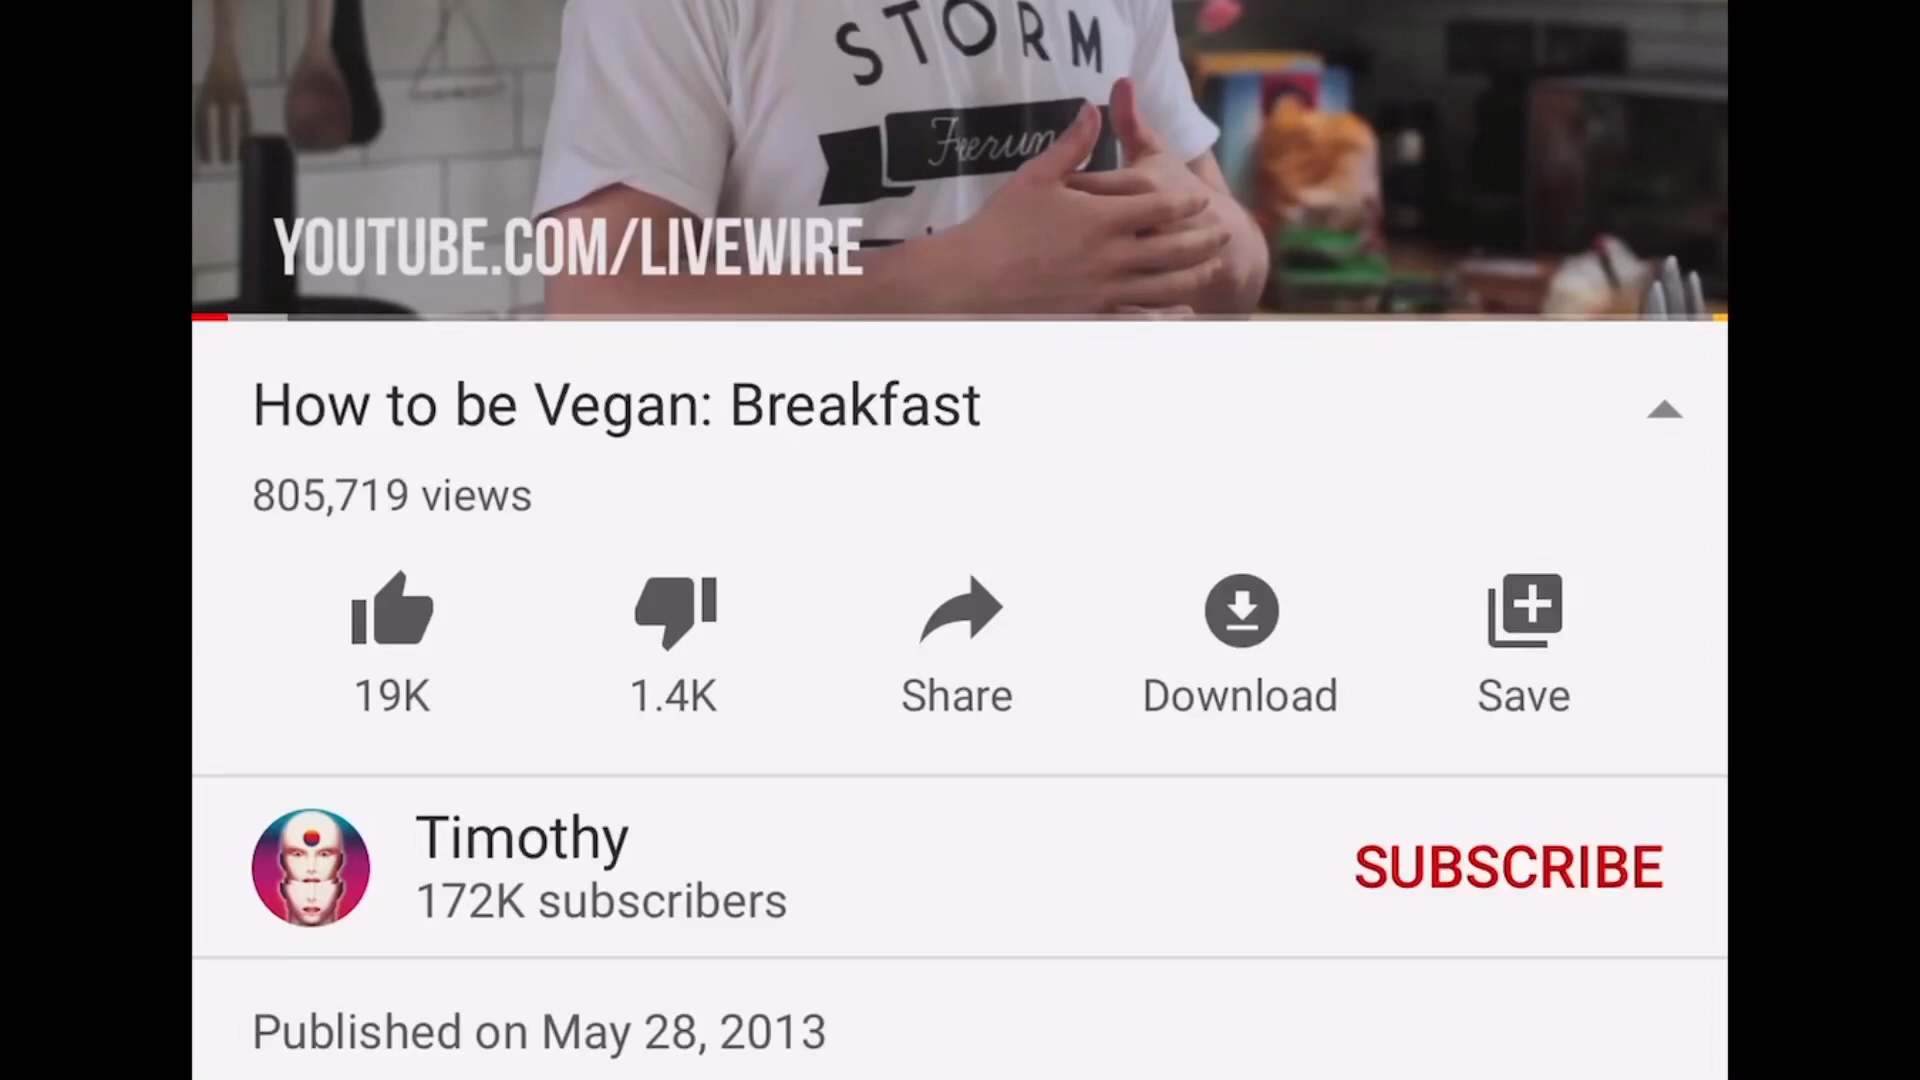 STORM
YOUTUBE.COM/LIVEWIRE
How to be Vegan: Breakfast
805,719 views
19K
1.4K
Share
Download
Save
Timothy
172K subscribers
SUBSCRIBE
Published on May 28, 2013